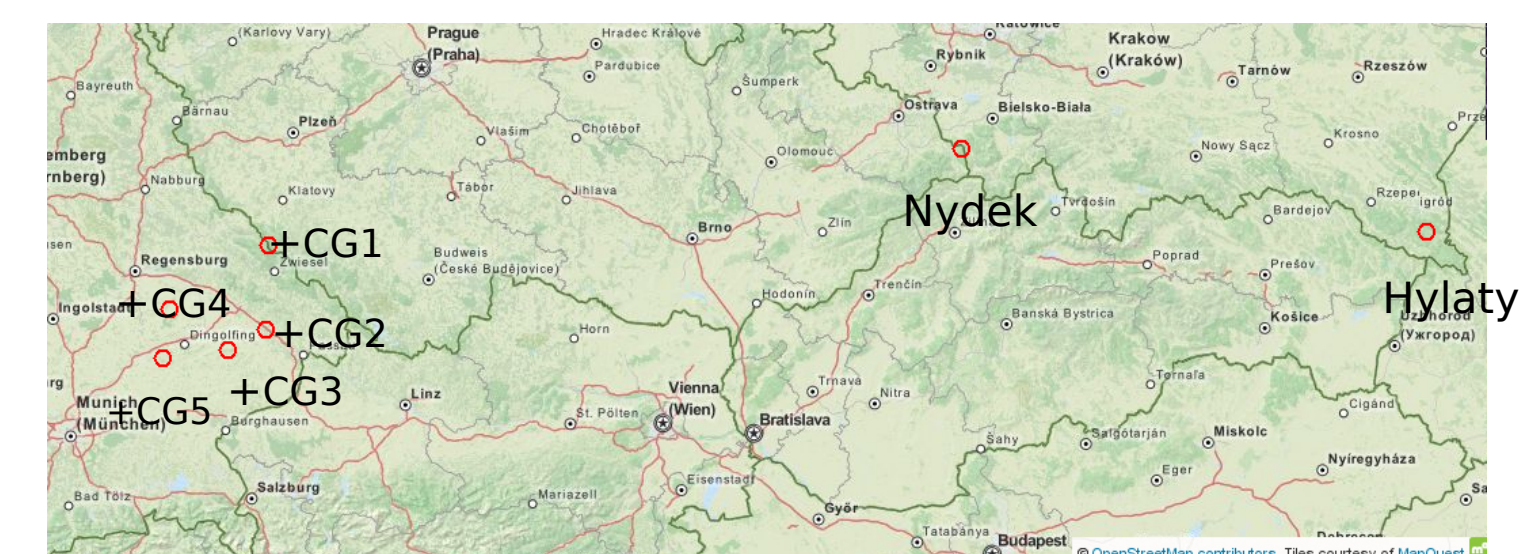 Katowice
(Karlovy Vary)
Prague
(Praha)
Hradec Králové
Krakow
(Kraków)
Rybnik
Rzeszów
Tarnów
Pardubice
Bayreuth
Šumperk
Bárnau
Ostrava
Bielsko-Biała
Plzeň
Vlašim
Chotěboř
Krosno
Olomouc
Nowy Sącz
Nabburg
Klatovy
Tábor
Jihlava
Nydek
Tvrdošín
Bardejov
Brno
Zlín
+CG1
Budweis
(České Budějovice)
Regensburg
Zwiesel
Poprad
Prešov
Trenčín
Hodonín
+CG4
Hylaty
Ingolstadt
Banská Bystrica
Košice
(Ужгород)
Horn
+CG2
Dingolfing
Passau
+CG3
Linz
Vienna
(Wien)
Trnava
Nitra
Tornaľa
Cigánd
Munich
(München)
+CG5
Burghausen
St. Pölten
Bratislava
Šahy
Salgótarján
Miskolc
Nyíregyháza
Eger
Eisenstadt
Salzburg
Bad Tölz
Mariazell
Győr
Tatabánya
Budapest
Debrecen
© OpenStreetMap contributors, Tiles courtesy of MapQuest